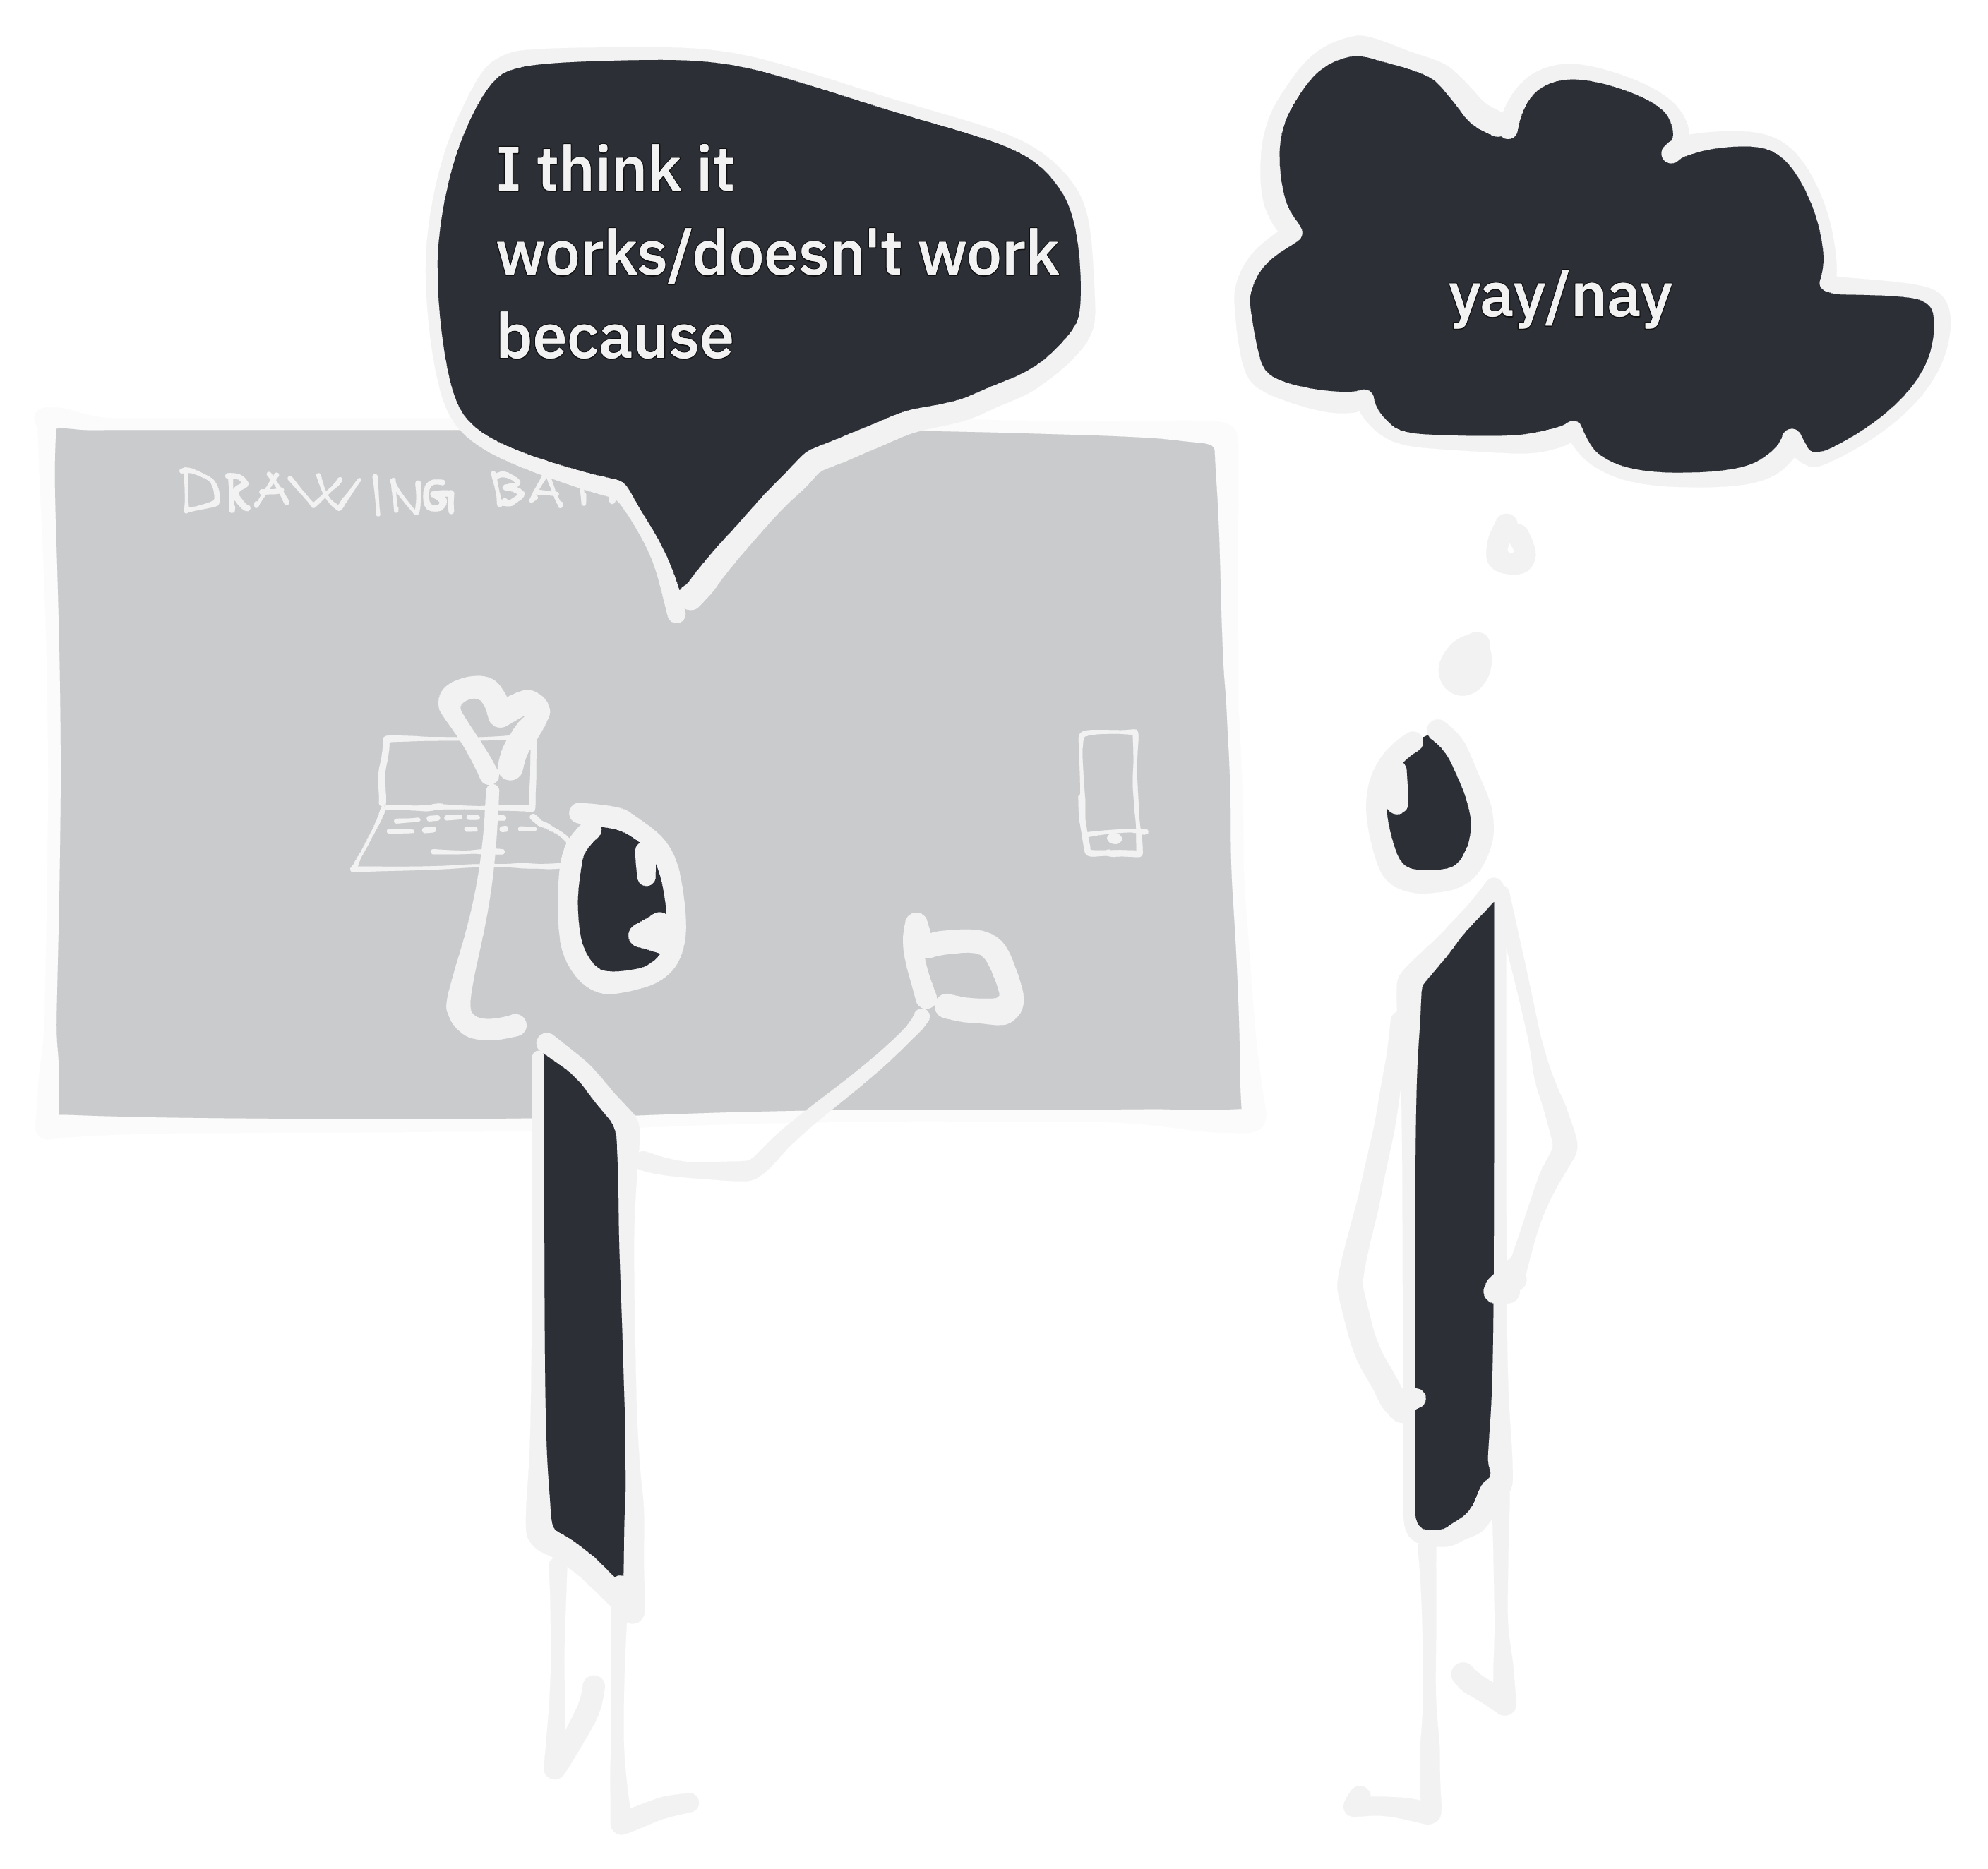 I think it
works/doesn't work
because
yay/nay
DRAWING